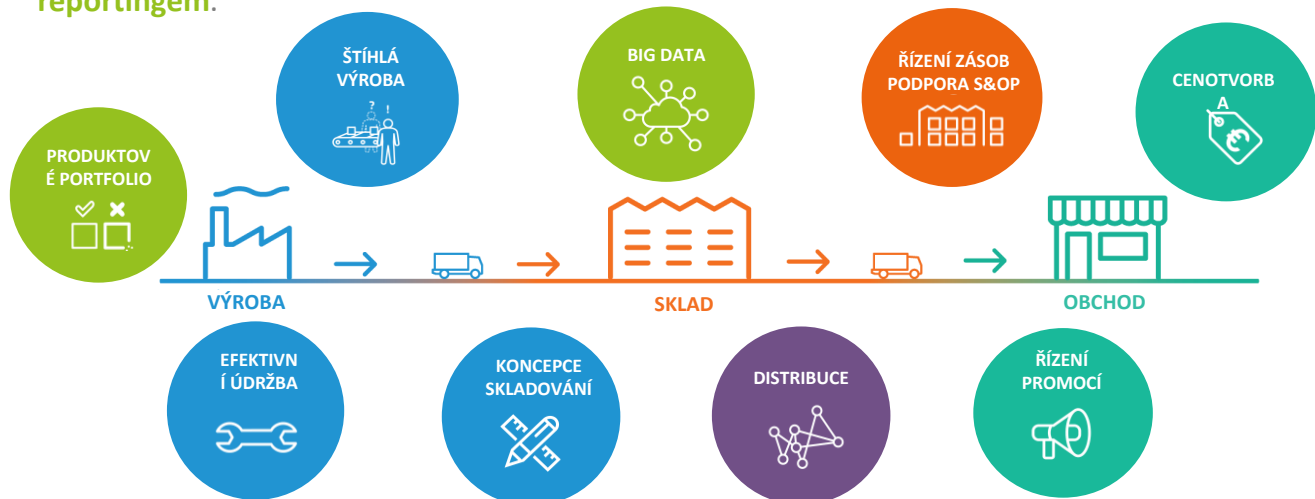 reportingem.
ŠTÍHLÁ
VÝROBA
? !
BIG DATA
ŘÍZENÍ ZÁSOB
PODPORA S&OP
CENOTVORB
A
€
PRODUKTOV
É PORTFOLIO
VÝROBA
SKLAD
OBCHOD
EFEKTIVN
Í ÚDRŽBA
KONCEPCE
SKLADOVÁNÍ
DISTRIBUCE
ŘÍZENÍ
PROMOCÍ